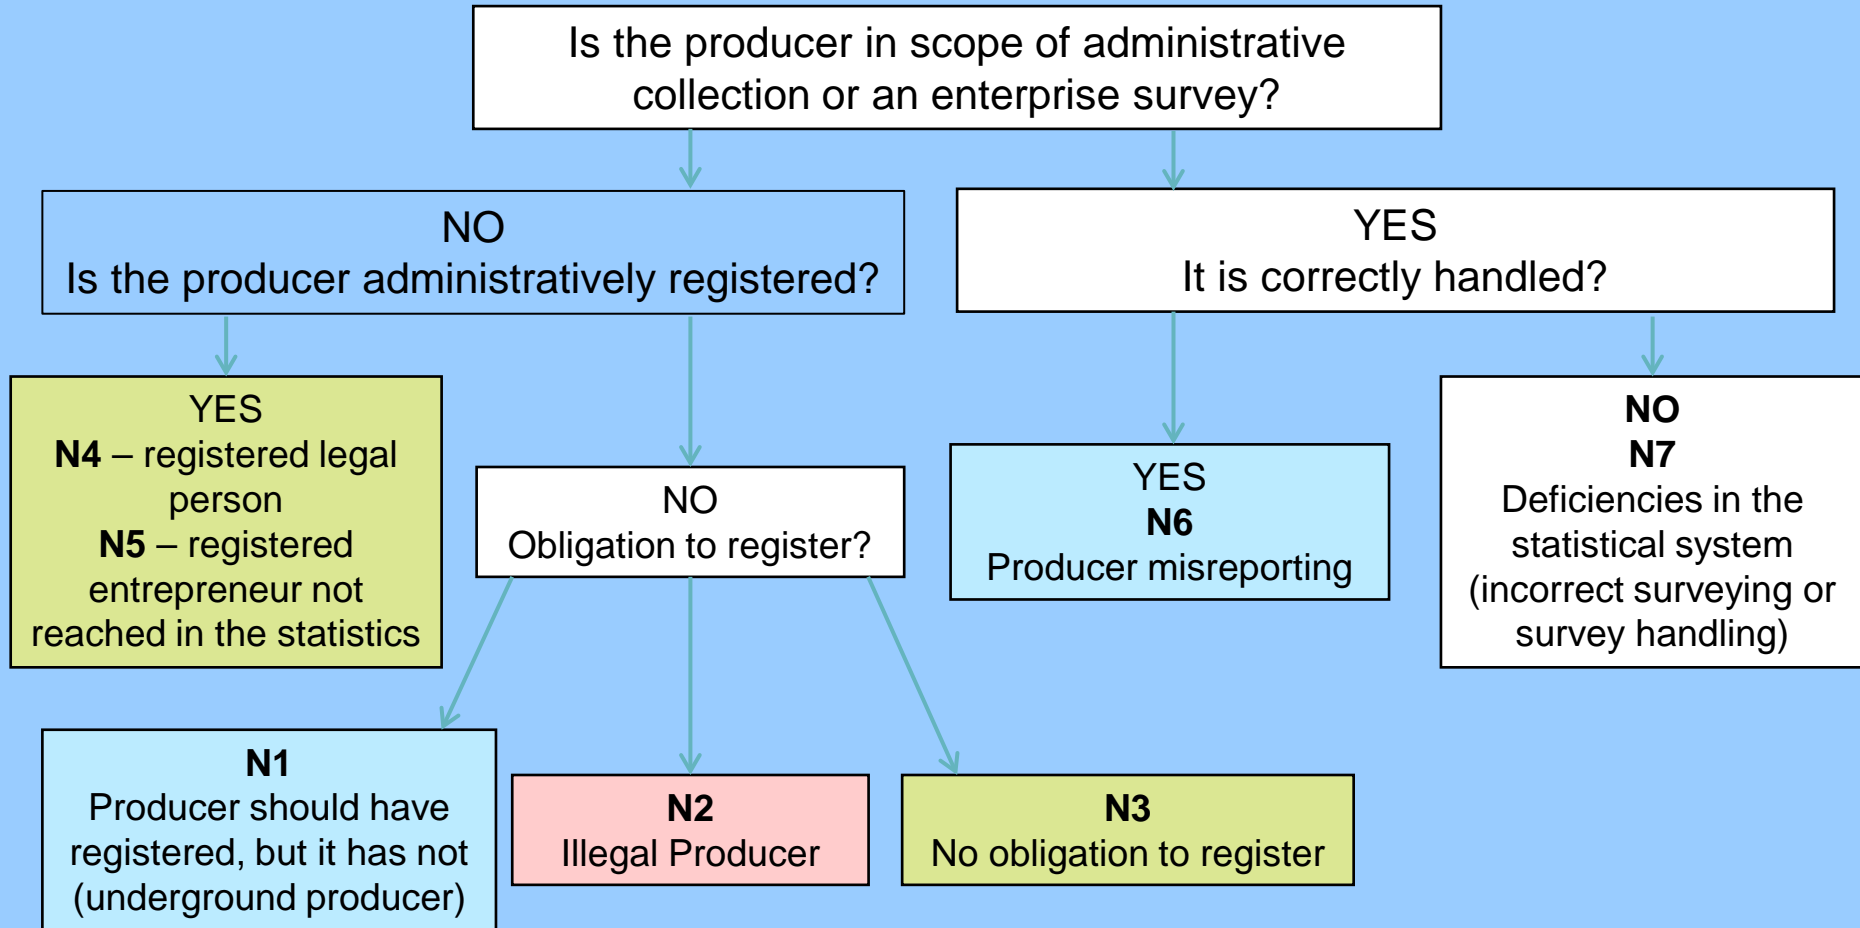 Is the producer in scope of administrative
collection or an enterprise survey?
NO
Is the producer administratively registered?
YES
It is correctly handled?
YES
N4 – registered legal
person
N5 – registered
entrepreneur not
reached in the statistics
NO
Obligation to register?
YES
N6
Producer misreporting
NO
N7
Deficiencies in the
statistical system
(incorrect surveying or
survey handling)
N1
Producer should have
registered, but it has not
(underground producer)
N2
Illegal Producer
N3
No obligation to register